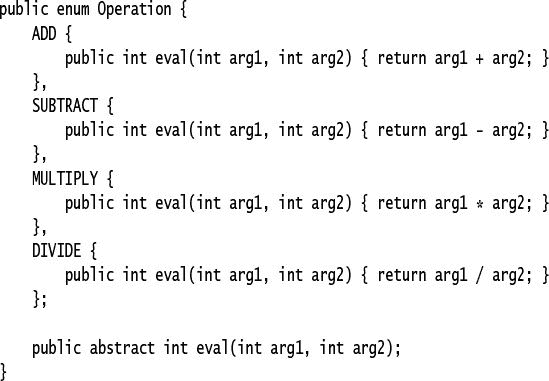 public enum Operation {
    ADD {
        public int eval(int arg1, int arg2) { return arg1 + arg2; }
    },
    SUBTRACT {
        public int eval(int arg1, int arg2) { return arg1 - arg2; }
    },
    MULTIPLY {
        public int eval(int arg1, int arg2) { return arg1 * arg2; }
    },
    DIVIDE {
        public int eval(int arg1, int arg2) { return arg1 / arg2; }
    };

    public abstract int eval(int arg1, int arg2);
}